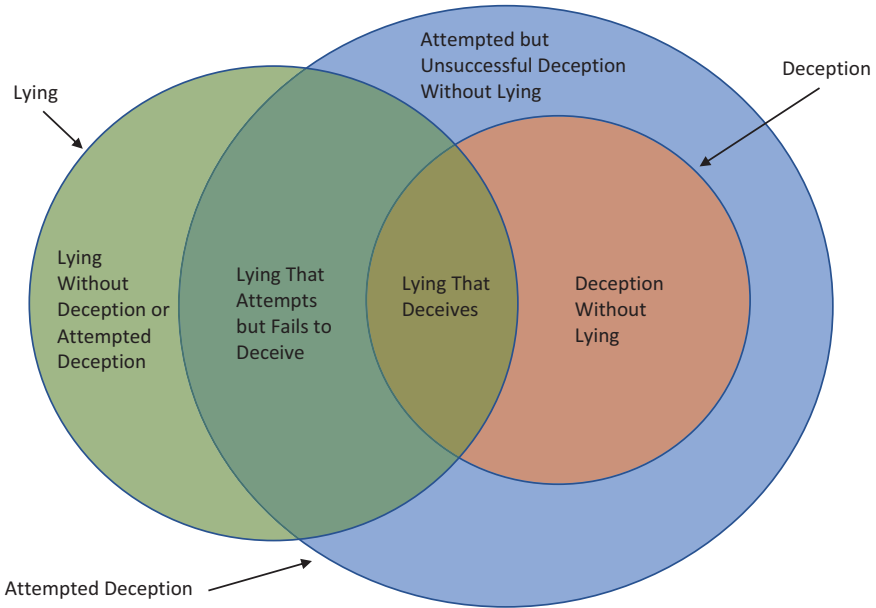 Attempted but
Unsuccessful Deception
Without Lying
Deception
Lying
Lying
Without
Deception or
Attempted
Deception
Lying That
Attempts
but Fails to
Deceive
Lying That
Deceives
Deception
Without
Lying
Attempted Deception